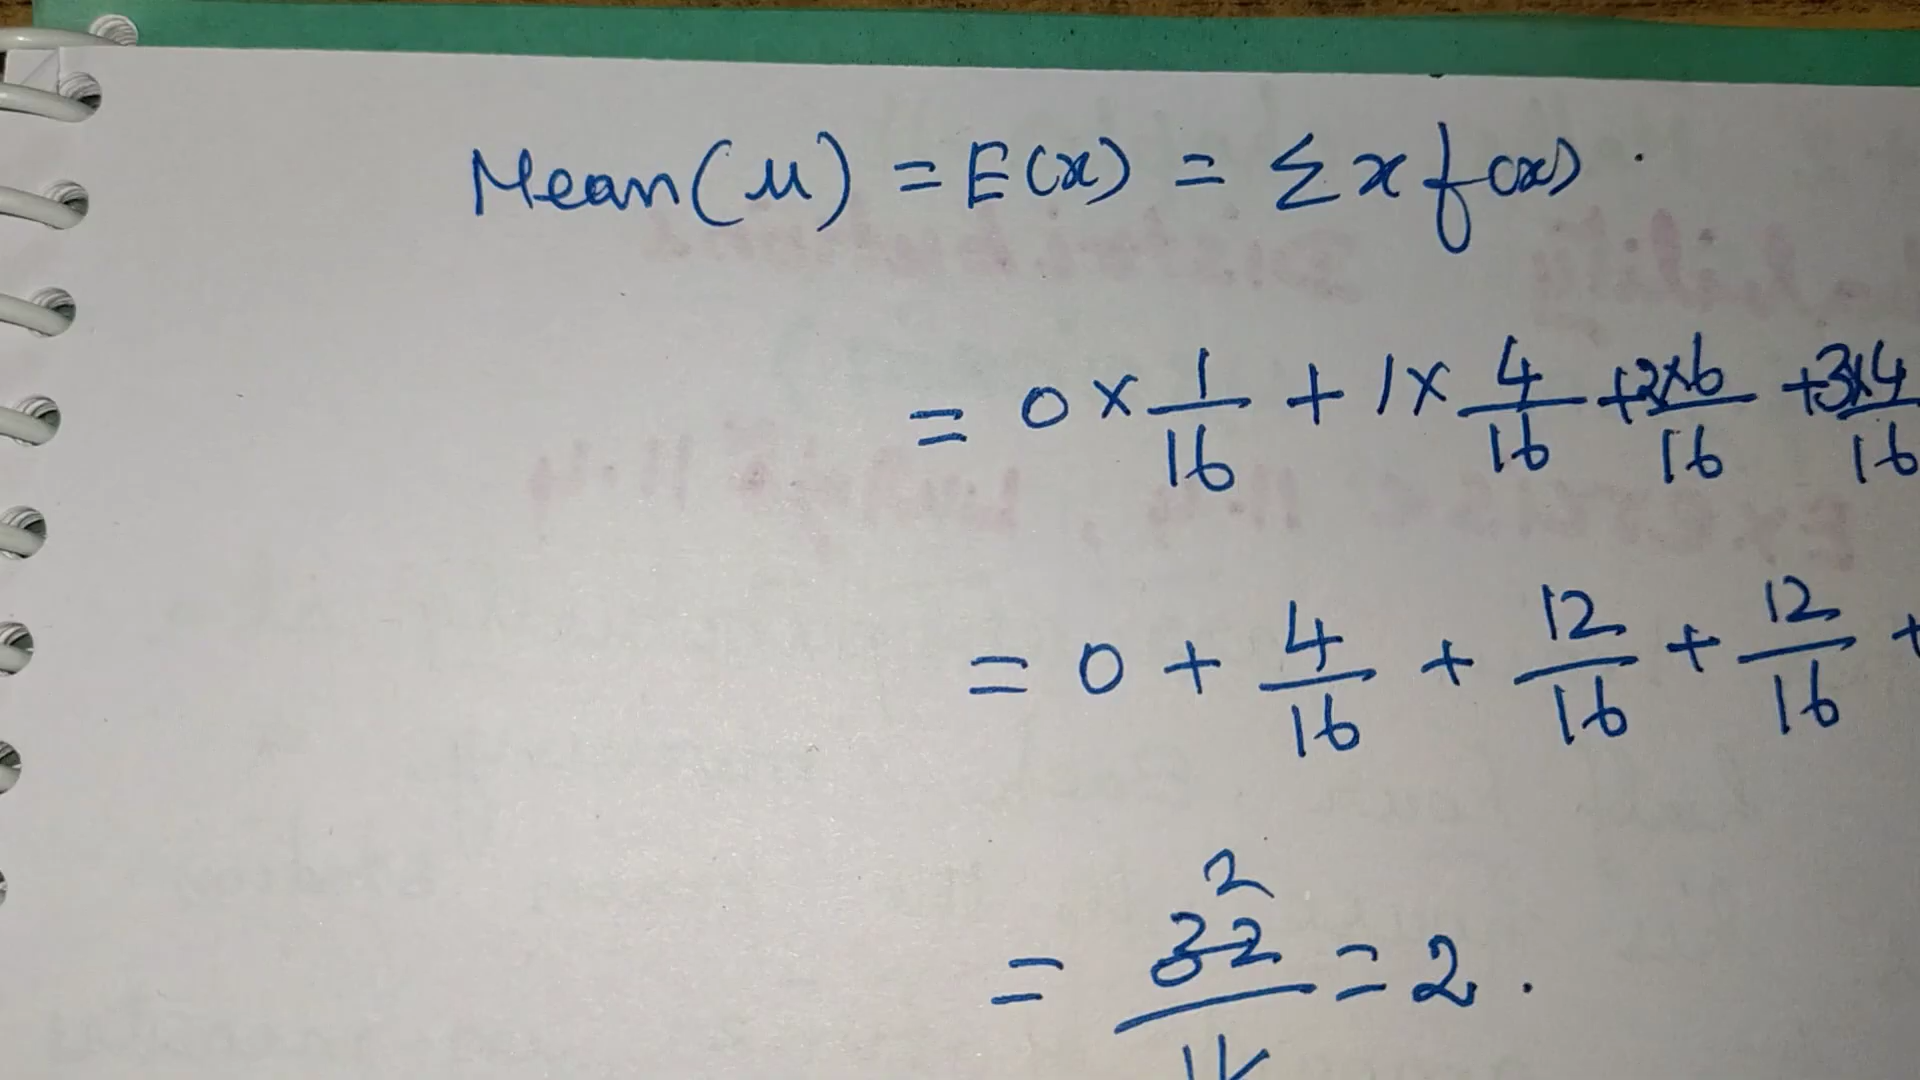 Mean(μ) = E(x) = Σ x f(x).
= 0 × 1/16 + 1 × 4/16 + 2×6/16 + 3×4/16
= 0 + 4/16 + 12/16 + 12/16 +
2
= 32/16 = 2.